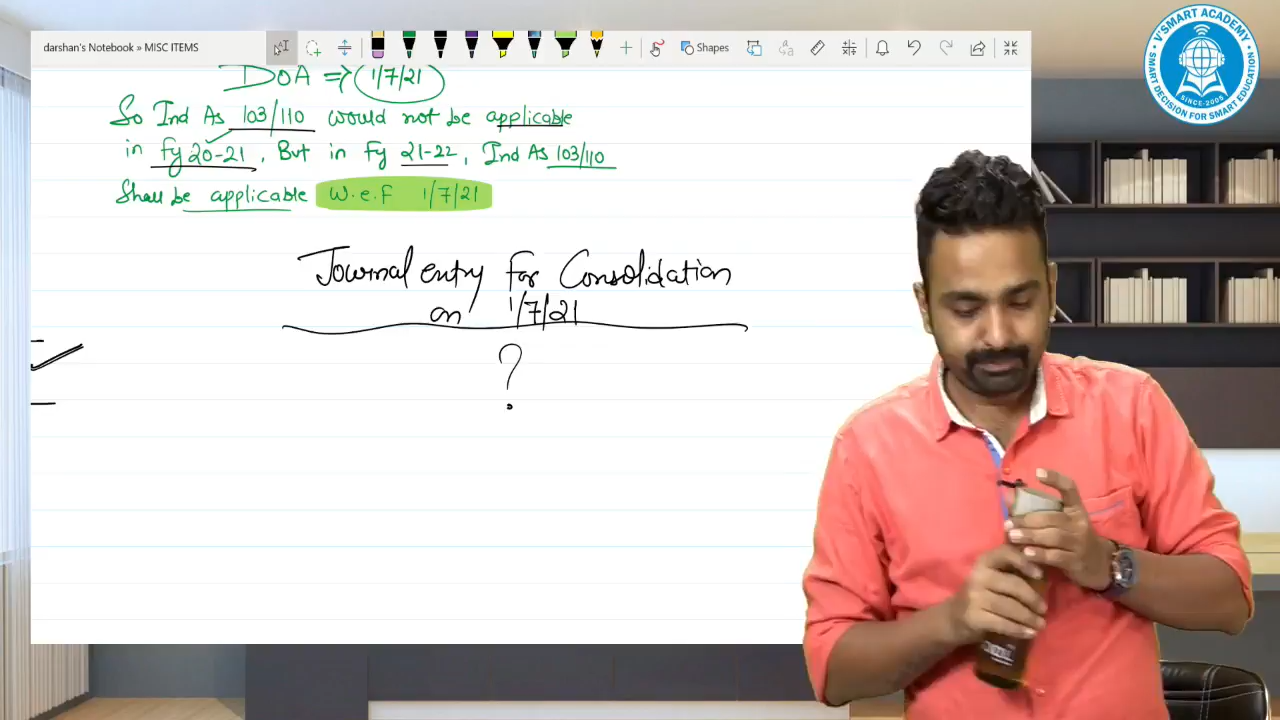 darshan's Notebook » MISC ITEMS
Shapes
DOA ⇒ 1/7/21
So Ind As 103/110 would not be applicable
in Fy 20-21, But in Fy 21-22, Ind As 103/110
Shall be applicable w.e.f 1/7/21
Journal entry for Consolidation
on 1/7/21
?
V'SMART ACADEMY
SINCE-2005
SMART DECISION FOR SMART EDUCATION